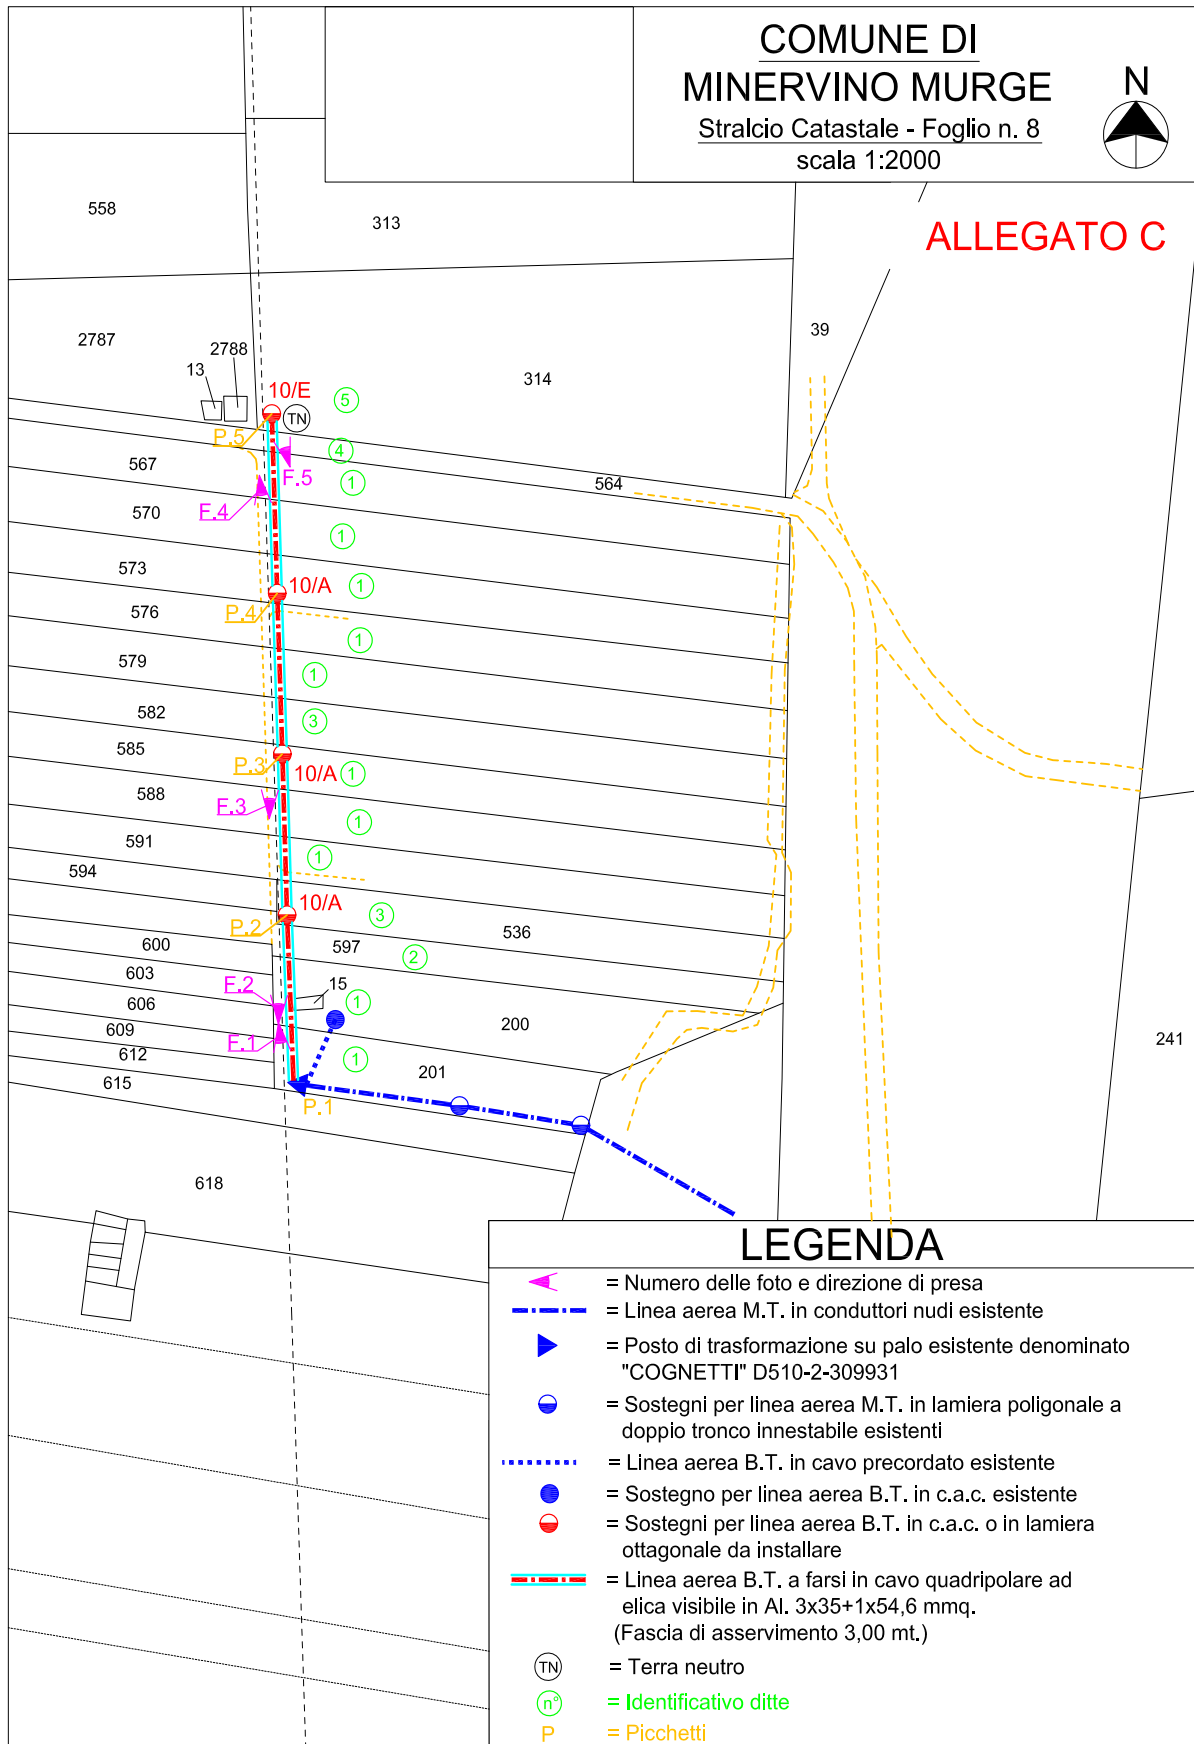 COMUNE DI
MINERVINO MURGE
Stralcio Catastale - Foglio n. 8
scala 1:2000
N
ALLEGATO C
558
313
39
2787
2788
13
314
10/E
5
TN
P.5
4
567
F.5
1
564
F.4
570
1
573
10/A
1
576
P.4
1
579
1
582
3
585
P.3
10/A
1
588
F.3
1
591
1
594
10/A
3
P.2
536
600
597
2
603
F.2
15
606
1
200
609
F.1
241
612
1
201
615
P.1
618
LEGENDA
= Numero delle foto e direzione di presa
= Linea aerea M.T. in conduttori nudi esistente
= Posto di trasformazione su palo esistente denominato
"COGNETTI" D510-2-309931
= Sostegni per linea aerea M.T. in lamiera poligonale a
doppio tronco innestabile esistenti
= Linea aerea B.T. in cavo precordato esistente
= Sostegno per linea aerea B.T. in c.a.c. esistente
= Sostegni per linea aerea B.T. in c.a.c. o in lamiera
ottagonale da installare
= Linea aerea B.T. a farsi in cavo quadripolare ad
elica visibile in Al. 3x35+1x54,6 mmq.
(Fascia di asservimento 3,00 mt.)
TN = Terra neutro
n° = Identificativo ditte
P = Picchetti